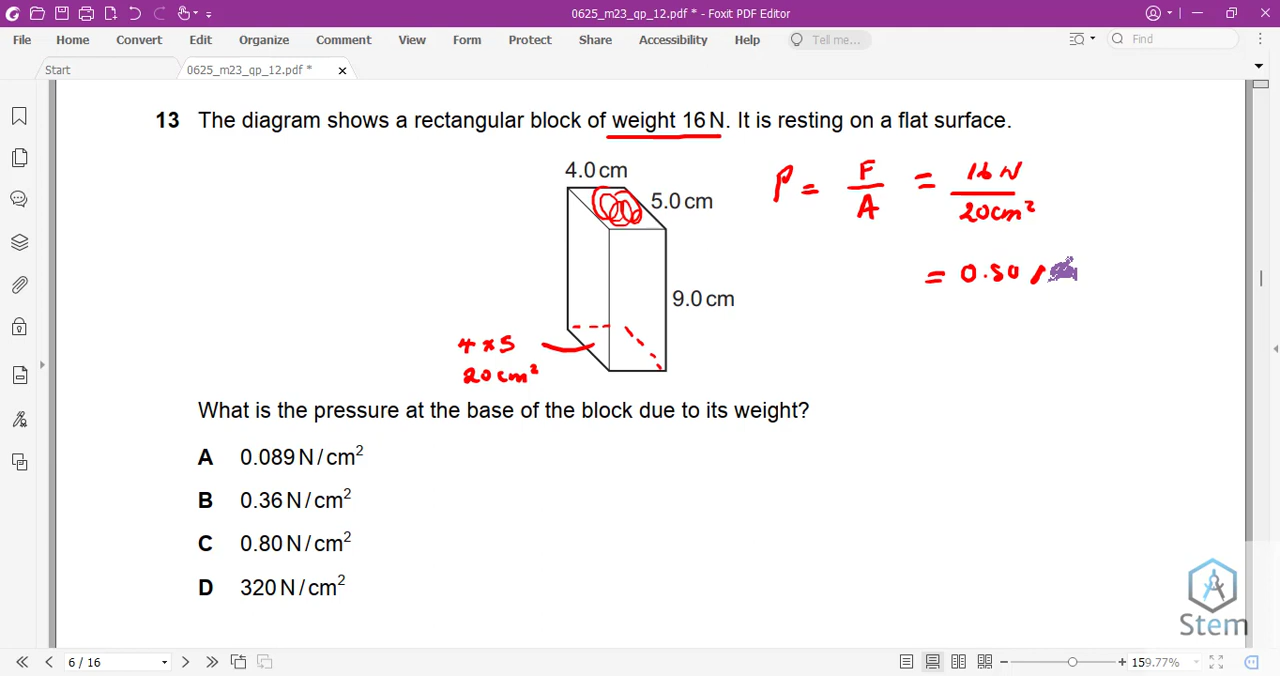 0625_m23_qp_12.pdf * - Foxit PDF Editor
File Home Convert Edit Organize Comment View Form Protect Share Accessibility Help Tell me... Find
Start 0625_m23_qp_12.pdf *
13 The diagram shows a rectangular block of weight 16 N. It is resting on a flat surface.
4.0 cm
5.0 cm
9.0 cm
4 x 5
20 cm²
P = F/A = 16 N / 20 cm²
= 0.80
What is the pressure at the base of the block due to its weight?
A 0.089 N / cm²
B 0.36 N / cm²
C 0.80 N / cm²
D 320 N / cm²
Stem
6 / 16
159.77%